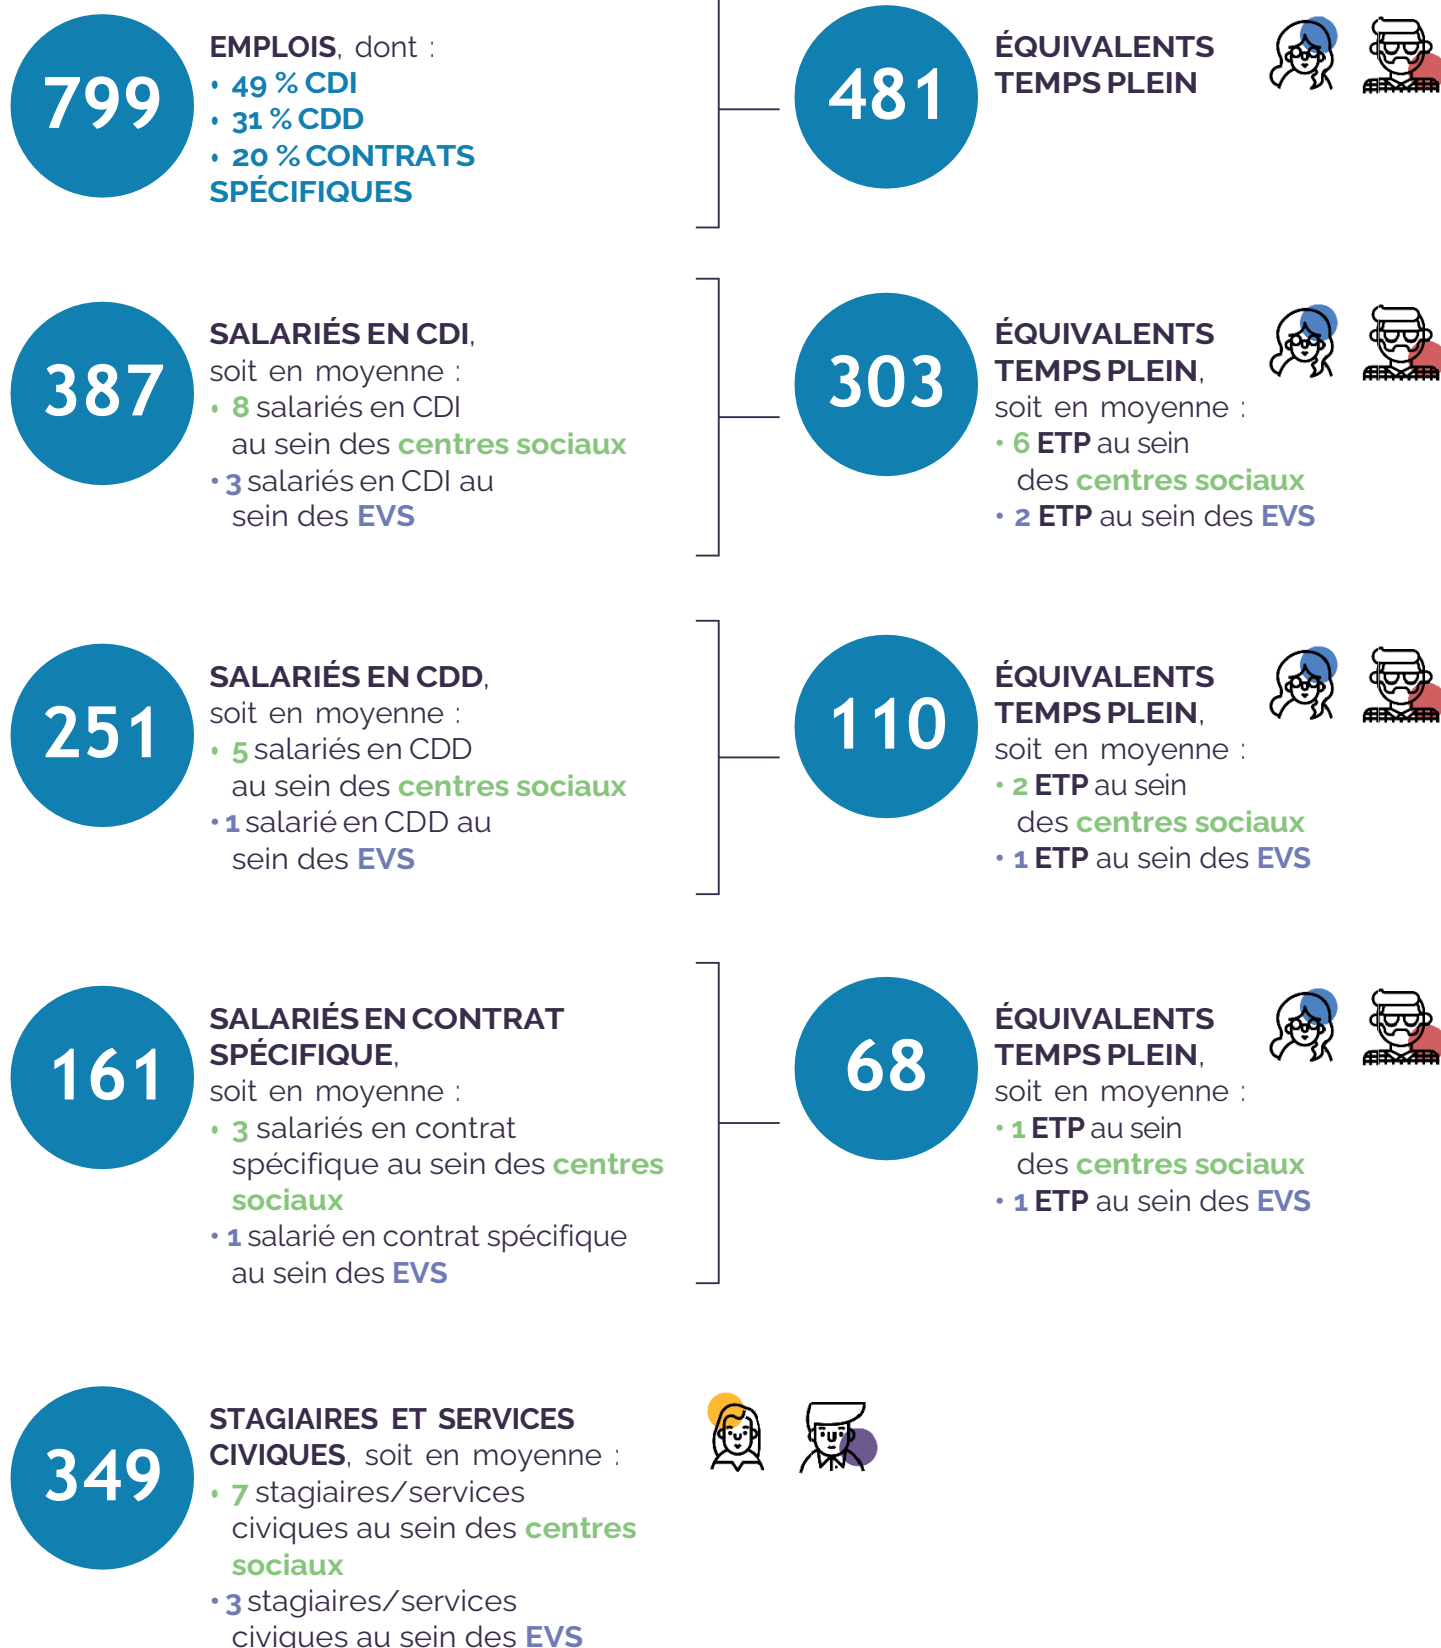 799
EMPLOIS, dont :
• 49 % CDI
• 31 % CDD
• 20 % CONTRATS
SPÉCIFIQUES
481
ÉQUIVALENTS
TEMPS PLEIN
387
SALARIÉS EN CDI,
soit en moyenne :
• 8 salariés en CDI
au sein des centres sociaux
• 3 salariés en CDI au
sein des EVS
303
ÉQUIVALENTS
TEMPS PLEIN,
soit en moyenne :
• 6 ETP au sein
des centres sociaux
• 2 ETP au sein des EVS
251
SALARIÉS EN CDD,
soit en moyenne :
• 5 salariés en CDD
au sein des centres sociaux
• 1 salarié en CDD au
sein des EVS
110
ÉQUIVALENTS
TEMPS PLEIN,
soit en moyenne :
• 2 ETP au sein
des centres sociaux
• 1 ETP au sein des EVS
161
SALARIÉS EN CONTRAT
SPÉCIFIQUE,
soit en moyenne :
• 3 salariés en contrat
spécifique au sein des centres
sociaux
• 1 salarié en contrat spécifique
au sein des EVS
68
ÉQUIVALENTS
TEMPS PLEIN,
soit en moyenne :
• 1 ETP au sein
des centres sociaux
• 1 ETP au sein des EVS
349
STAGIAIRES ET SERVICES
CIVIQUES, soit en moyenne :
• 7 stagiaires/services
civiques au sein des centres
sociaux
• 3 stagiaires/services
civiques au sein des EVS